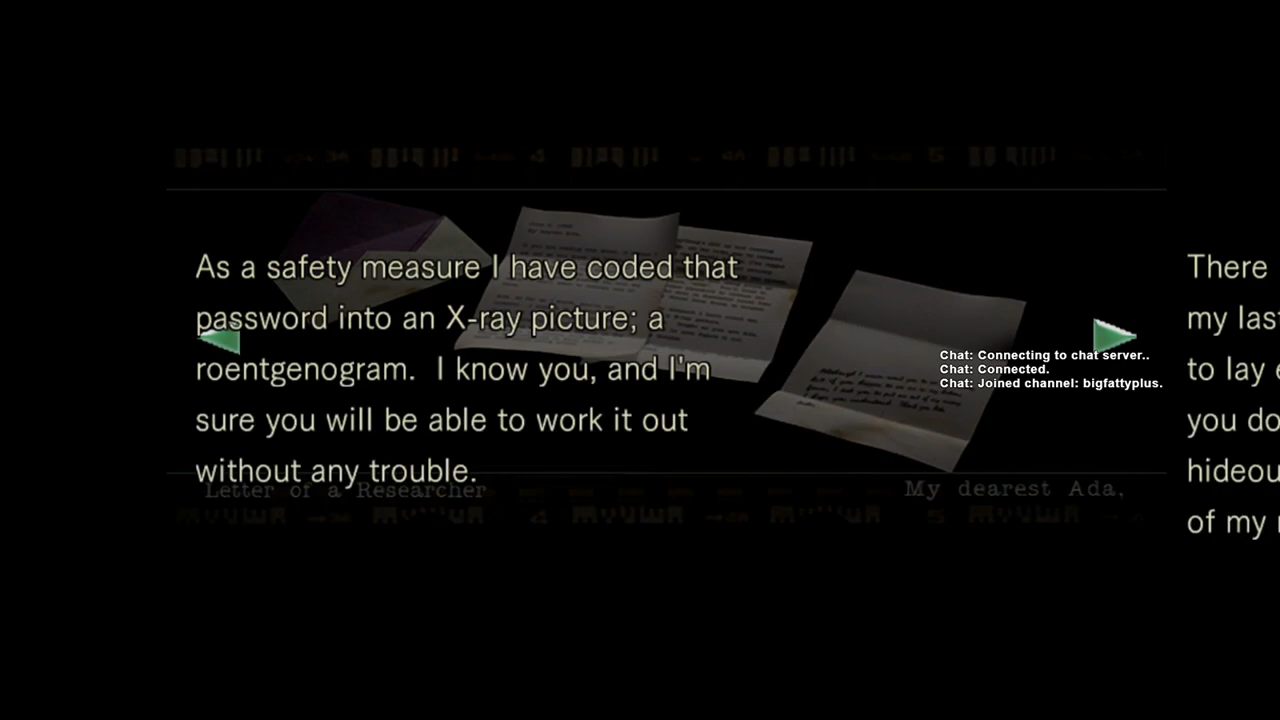 As a safety measure I have coded that
password into an X-ray picture; a
roentgenogram.  I know you, and I'm
sure you will be able to work it out
without any trouble.
There
my las
to lay
you do
hideou
of my
Chat: Connecting to chat server..
Chat: Connected.
Chat: Joined channel: bigfattyplus.
Letter of a Researcher
My dearest Ada,